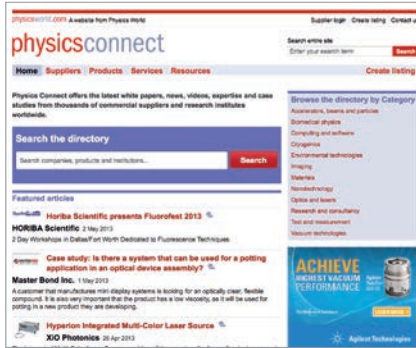 physicsworld.com A website from Physics World
Supplier login Create listing Contact u
physicsconnect
Search entire site
Enter your search term
Search
Home Suppliers Products Services Resources
Create listing
Physics Connect offers the latest white papers, news, videos, expertise and case
studies from thousands of commercial suppliers and research institutes
worldwide.
Search the directory
Search companies, products and institutions...
Search
Featured articles
Horiba Scientific presents Fluorofest 2013
HORIBA Scientific 2 May 2013
2 Day Workshops in Dallas/Fort Worth Dedicated to Fluorescence Techniques.
Case study: Is there a system that can be used for a potting
application in an optical device assembly?
Master Bond Inc. 1 May 2013
A customer that manufactures mini display systems is looking for an optically clear, flexible
compound. It is also very important that the product has a low viscosity, as it will be used for
potting in a new product they are developing.
Hyperion Integrated Multi-Color Laser Source
XiO Photonics 26 Apr 2013
Browse the directory by Category
Accelerators, beams and particles
Biomedical physics
Computing and software
Cryogenics
Environmental technologies
Imaging
Materials
Nanotechnology
Optics and lasers
Research and consultancy
Test and measurement
Vacuum technologies
ACHIEVE
HIGHEST VACUUM
PERFORMANCE
Agilent Technologies